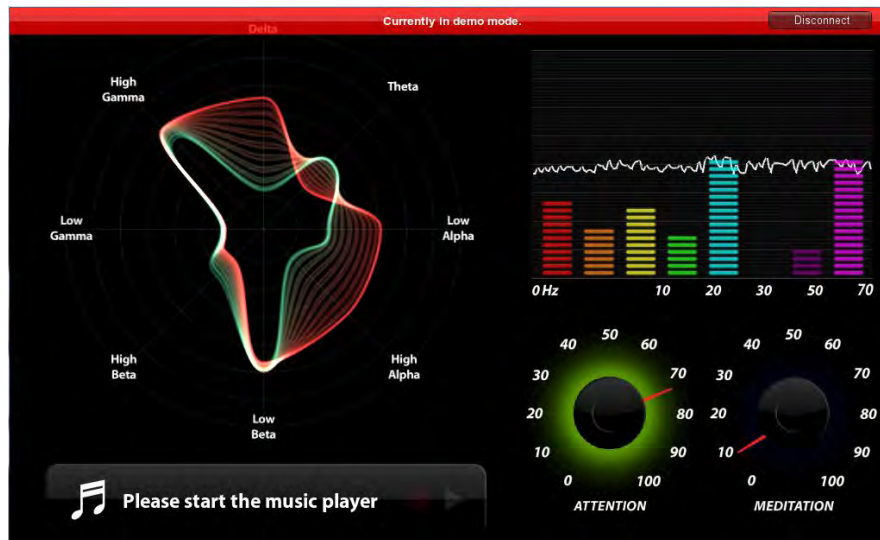 Currently in demo mode.
Disconnect
Delta
High
Gamma
Theta
Low
Gamma
Low
Alpha
High
Beta
High
Alpha
Low
Beta
0 Hz 10 20 30 50 70
0 10 20 30 40 50 60 70 80 90 100
ATTENTION
0 10 20 30 40 50 60 70 80 90 100
MEDITATION
Please start the music player